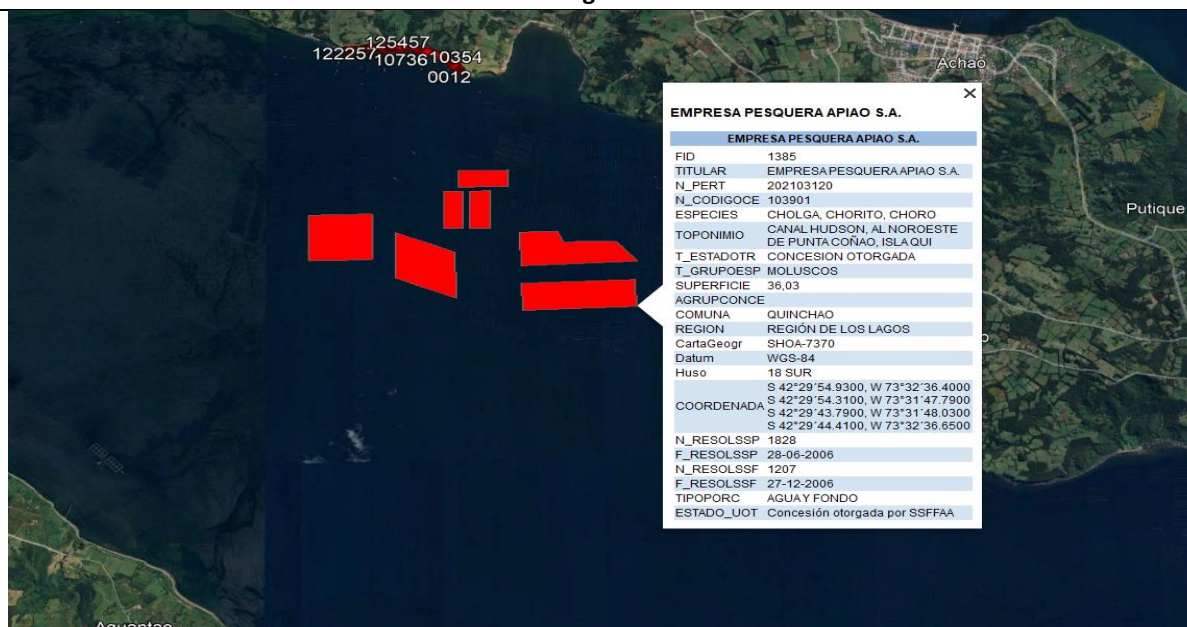 125457
122257 10736 10354
0012
Achao
EMPRESA PESQUERA APIAO S.A.
EMPRESA PESQUERA APIAO S.A.
FID 1385
TITULAR EMPRESA PESQUERA APIAO S.A.
N_PERT 202103120
N_CODIGOCE 103901
ESPECIES CHOLGA, CHORITO, CHORO
TOPONIMIO CANAL HUDSON, AL NOROESTE
DE PUNTA COÑAO, ISLA QUI
T_ESTADOTR CONCESION OTORGADA
T_GRUPOESP MOLUSCOS
SUPERFICIE 36,03
AGRUPCONCE
COMUNA QUINCHAO
REGION REGIÓN DE LOS LAGOS
CartaGeogr SHOA-7370
Datum WGS-84
Huso 18 SUR
COORDENADA S 42°29´54.9300, W 73°32´36.4000
S 42°29´54.3100, W 73°31´47.7900
S 42°29´43.7900, W 73°31´48.0300
S 42°29´44.4100, W 73°32´36.6500
N_RESOLSSP 1828
F_RESOLSSP 28-06-2006
N_RESOLSSF 1207
F_RESOLSSF 27-12-2006
TIPOPORC AGUA Y FONDO
ESTADO_UOT Concesión otorgada por SSFFAA
Putique